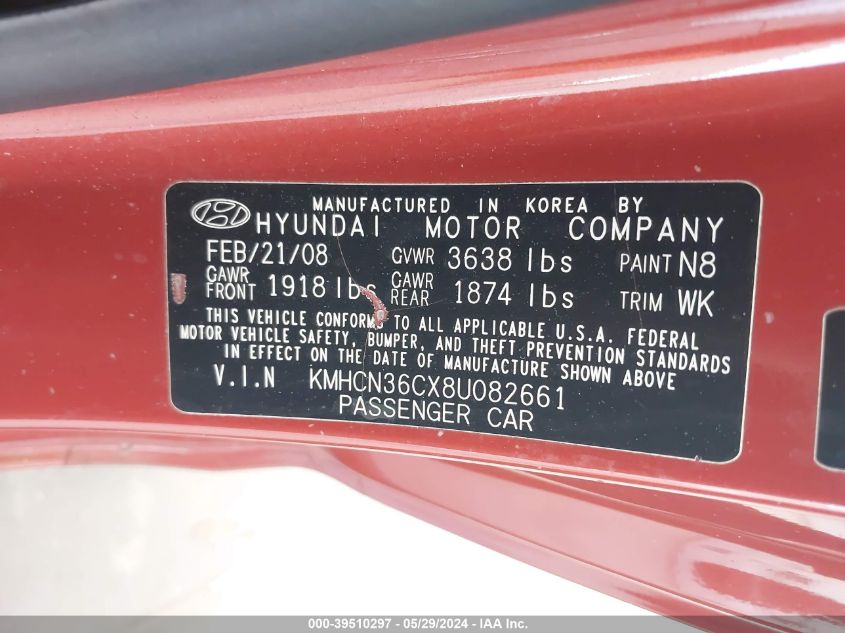 MANUFACTURED IN KOREA BY
HYUNDAI MOTOR COMPANY
FEB/21/08 GVWR 3638 lbs PAINT N8
GAWR FRONT 1918 lbs GAWR REAR 1874 lbs TRIM WK
THIS VEHICLE CONFORMS TO ALL APPLICABLE U.S.A. FEDERAL
MOTOR VEHICLE SAFETY, BUMPER, AND THEFT PREVENTION STANDARDS
IN EFFECT ON THE DATE OF MANUFACTURE SHOWN ABOVE
V.I.N KMHCN36CX8U082661
PASSENGER CAR
000-39510297 - 05/29/2024 - IAA Inc.